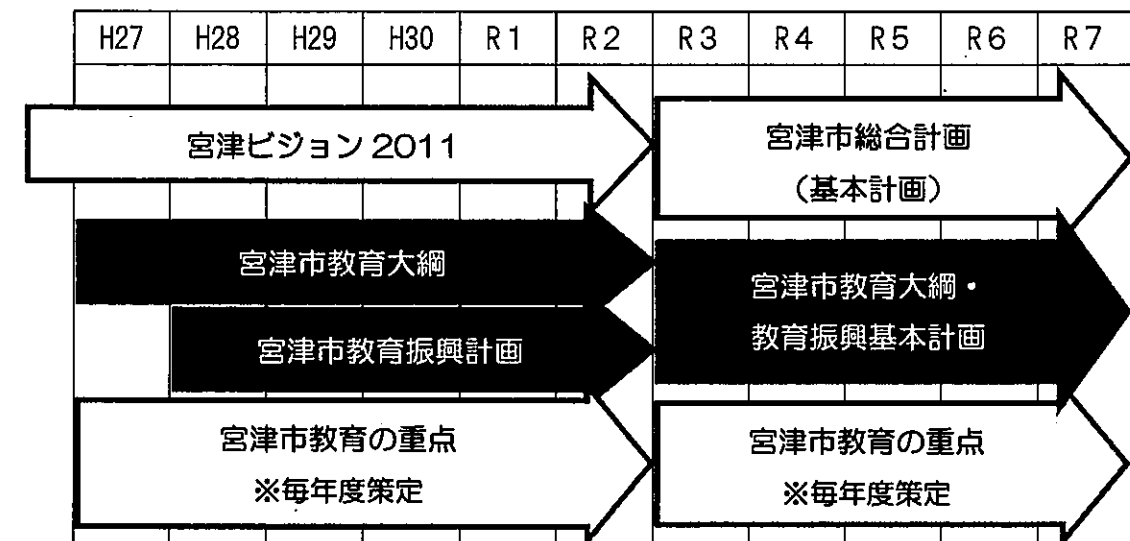 H27 H28 H29 H30 R1 R2 R3 R4 R5 R6 R7
宮津ビジョン2011
宮津市総合計画
（基本計画）
宮津市教育大綱
宮津市教育振興計画
宮津市教育大綱・
教育振興基本計画
宮津市教育の重点
※毎年度策定
宮津市教育の重点
※毎年度策定